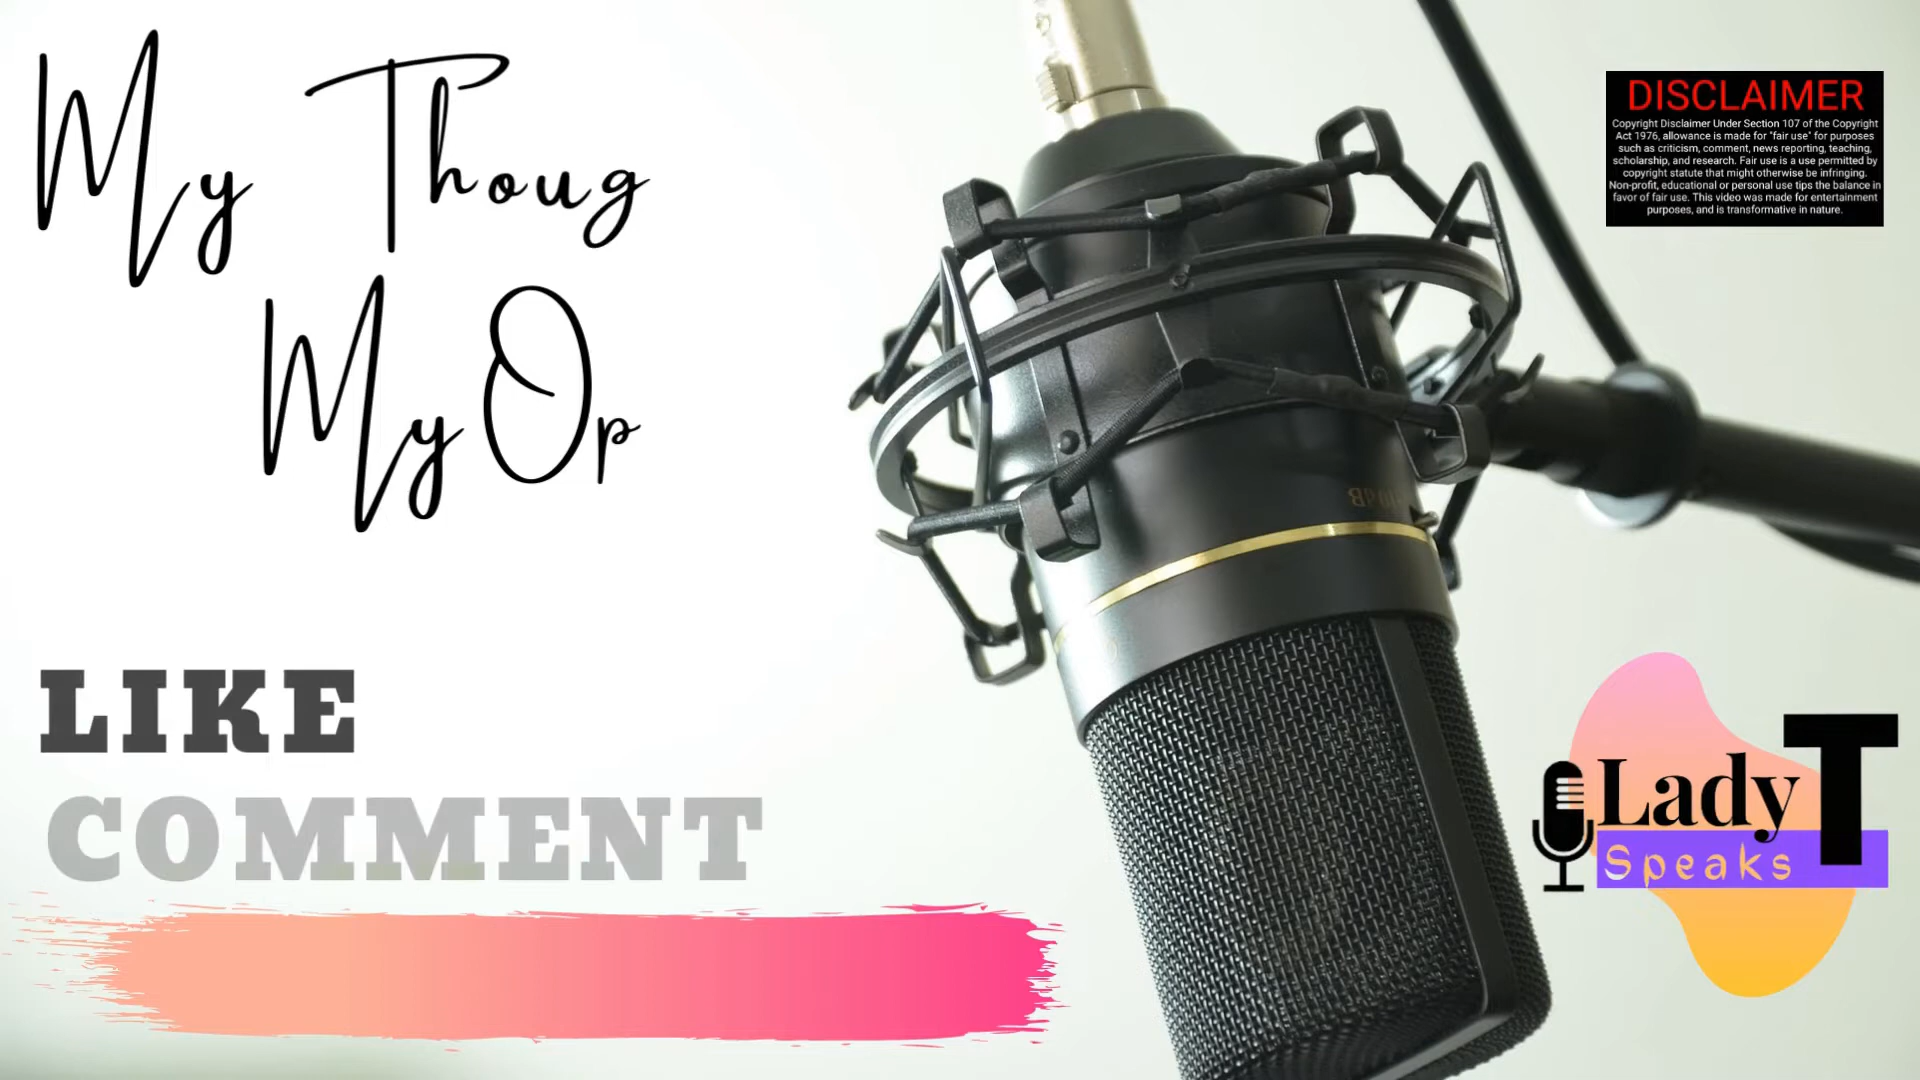 My Thoug
My Op
LIKE
COMMENT
DISCLAIMER
Copyright Disclaimer Under Section 107 of the Copyright
Act 1976, allowance is made for "fair use" for purposes
such as criticism, comment, news reporting, teaching,
scholarship, and research. Fair use is a use permitted by
copyright statute that might otherwise be infringing.
Non-profit, educational or personal use tips the balance in
favor of fair use. This video was made for entertainment
purposes, and is transformative in nature.
Lady T
Speaks